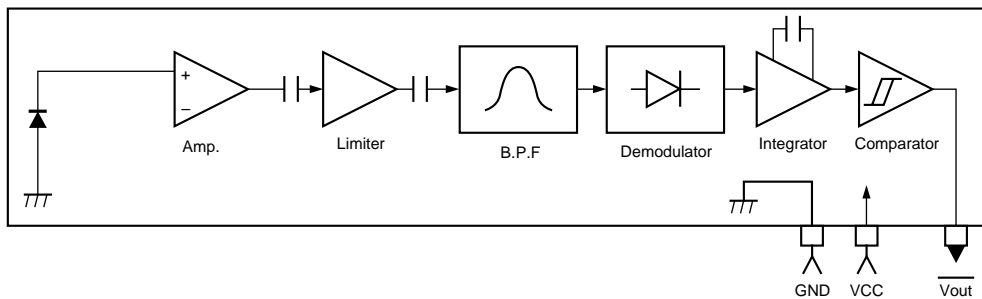 +
–
Amp.
Limiter
B.P.F
Demodulator
Integrator
Comparator
GND
VCC
Vout